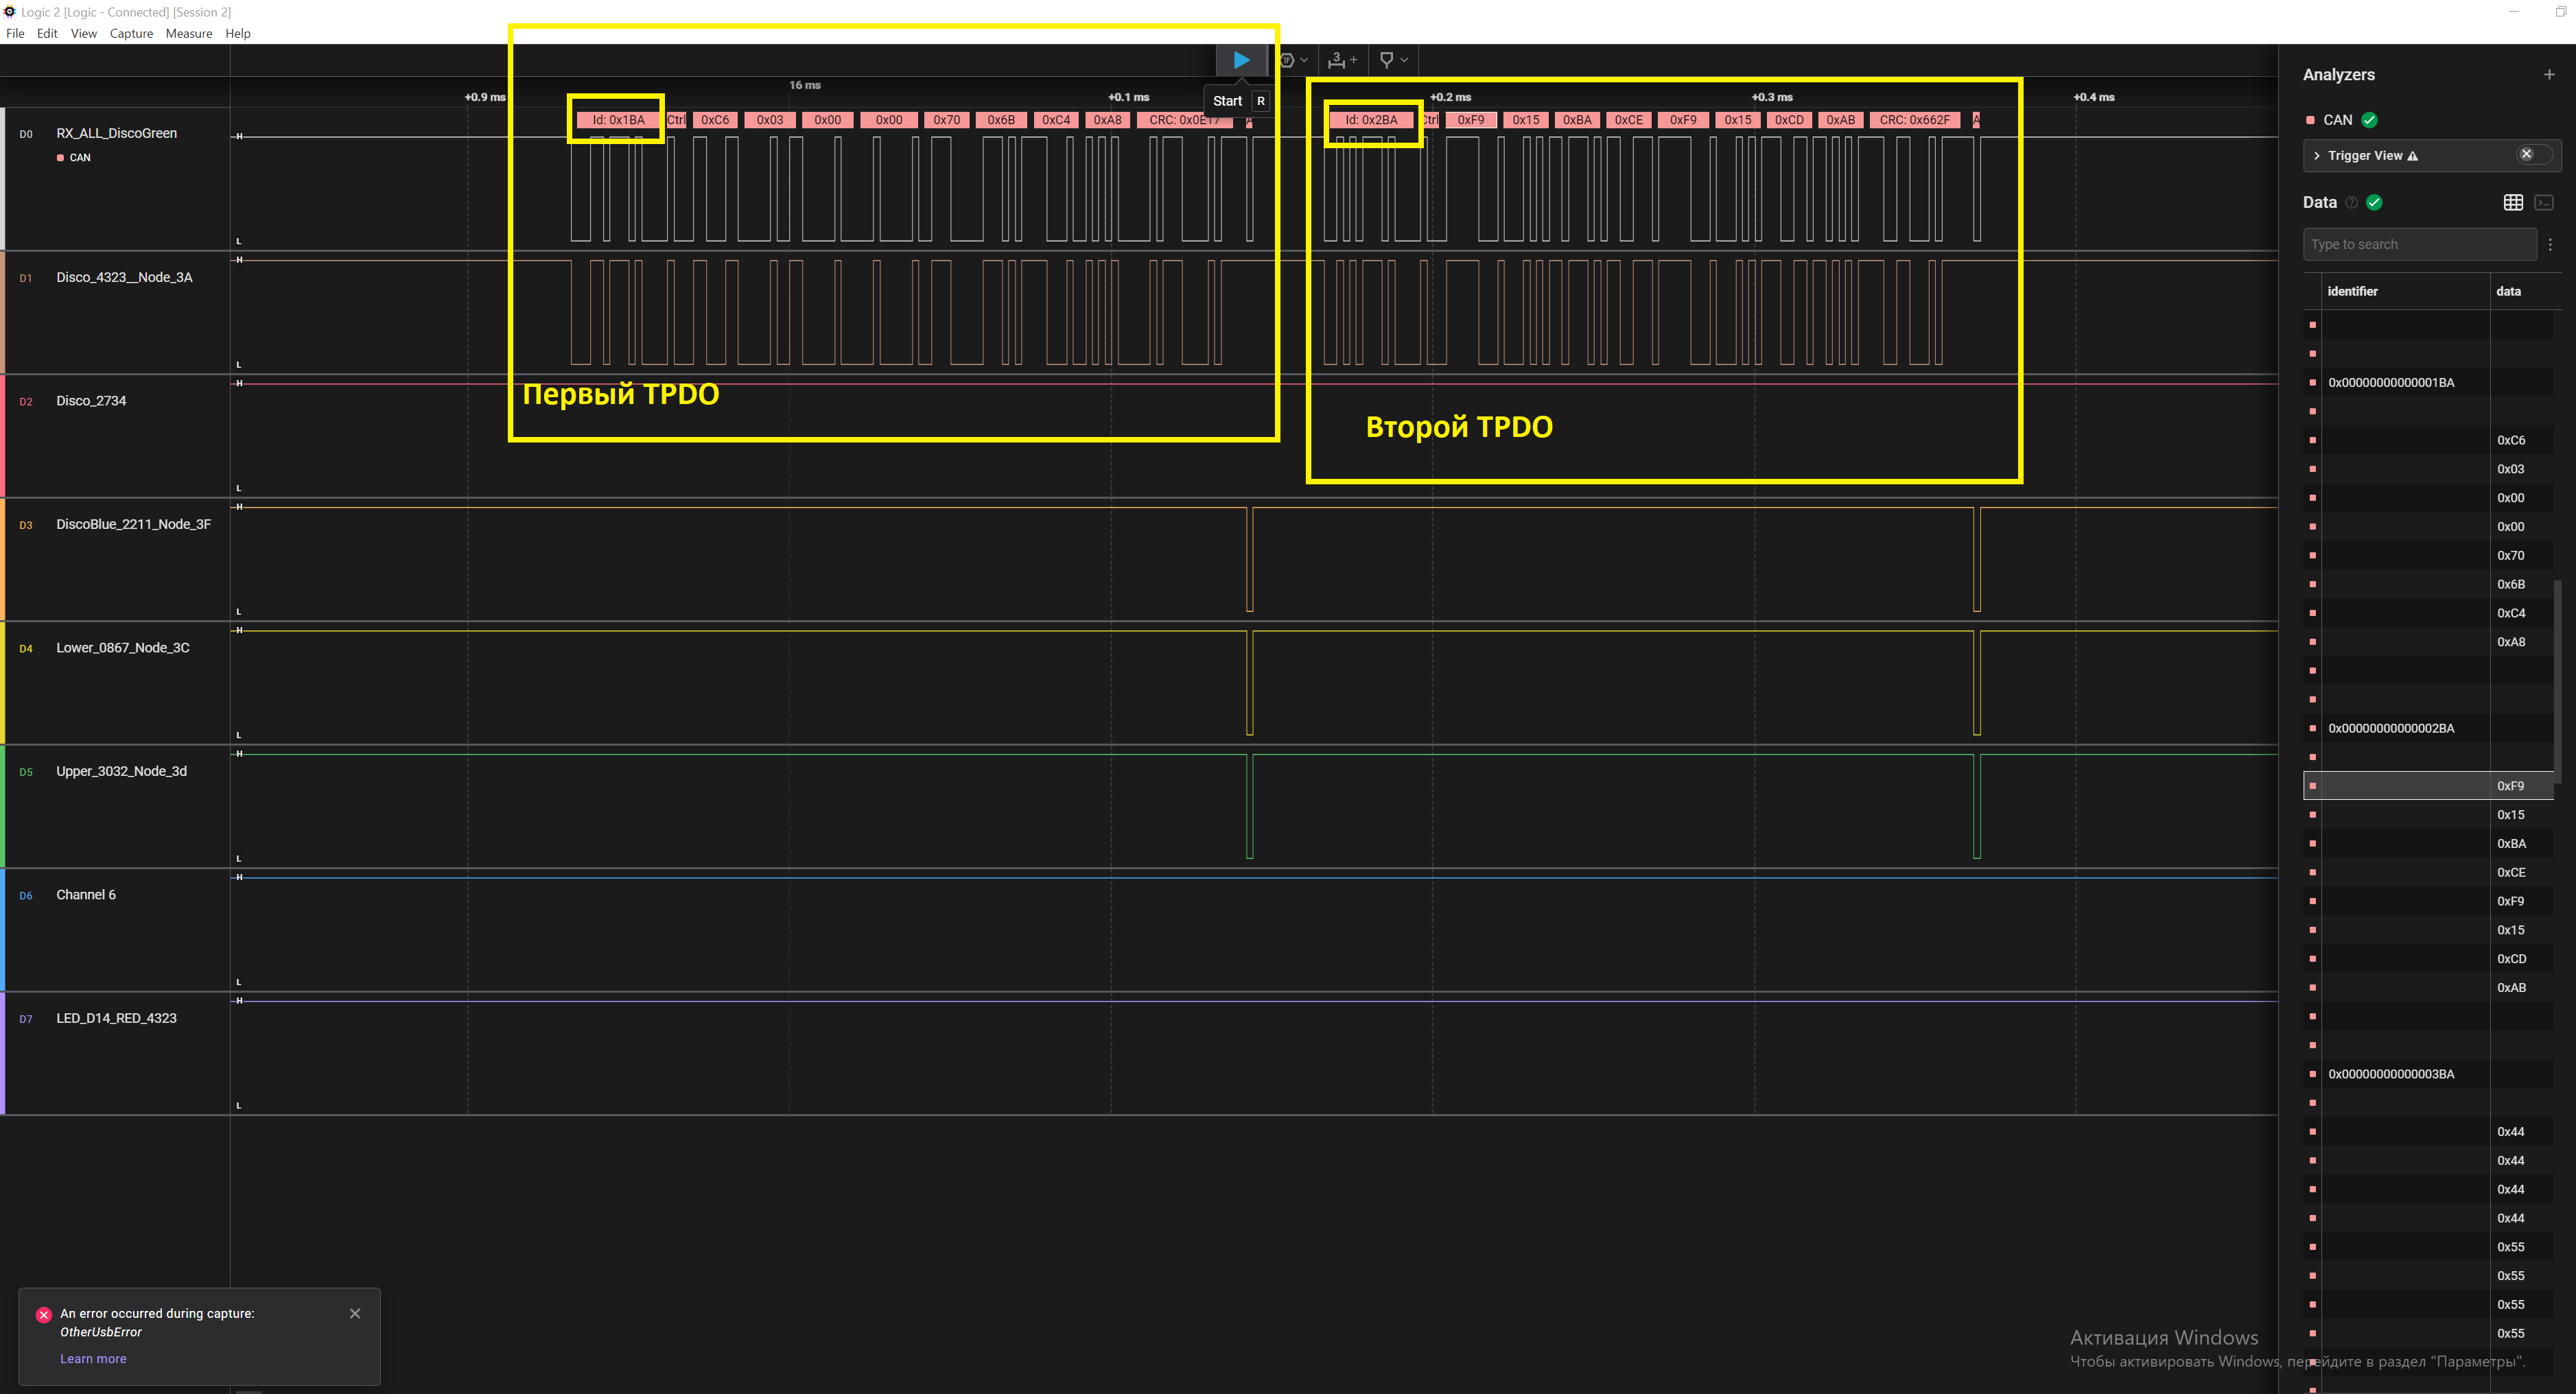 Logic 2 [Logic - Connected] [Session 2]
File Edit View Capture Measure Help
16 ms
+0.9 ms +0.1 ms +0.2 ms +0.3 ms +0.4 ms
Start R
D0 RX_ALL_DiscoGreen
CAN
Id: 0x1BA Ctrl 0xC6 0x03 0x00 0x00 0x70 0x6B 0xC4 0xA8 CRC: 0x0E17 A
Id: 0x2BA Ctrl 0xF9 0x15 0xBA 0xCE 0xF9 0x15 0xCD 0xAB CRC: 0x662F A
H
L
D1 Disco_4323__Node_3A
H
L
Первый TPDO
Второй TPDO
D2 Disco_2734
H
L
D3 DiscoBlue_2211_Node_3F
H
L
D4 Lower_0867_Node_3C
H
L
D5 Upper_3032_Node_3d
H
L
D6 Channel 6
H
L
D7 LED_D14_RED_4323
H
L
An error occurred during capture:
OtherUsbError
Learn more
Analyzers
CAN
Trigger View
Data
Type to search
identifier data
0x00000000000001BA
0xC6
0x03
0x00
0x00
0x70
0x6B
0xC4
0xA8
0x00000000000002BA
0xF9
0x15
0xBA
0xCE
0xF9
0x15
0xCD
0xAB
0x00000000000003BA
0x44
0x44
0x44
0x44
0x55
0x55
0x55
0x55
Активация Windows
Чтобы активировать Windows, перейдите в раздел "Параметры".